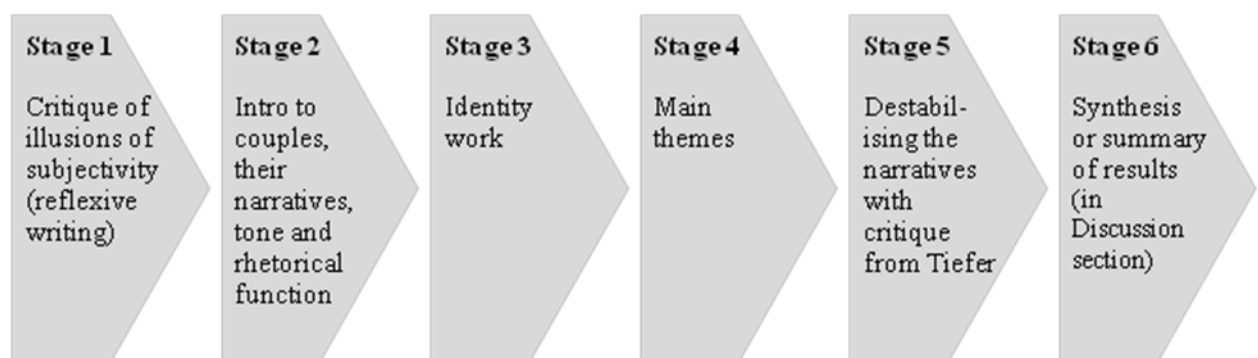 Stage 1
Critique of
illusions of
subjectivity
(reflexive
writing)
Stage 2
Intro to
couples,
their
narratives,
tone and
rhetorical
function
Stage 3
Identity
work
Stage 4
Main
themes
Stage 5
Destabil-
ising the
narratives
with
critique
from Tiefer
Stage 6
Synthesis
or summary
of results
(in
Discussion
section)